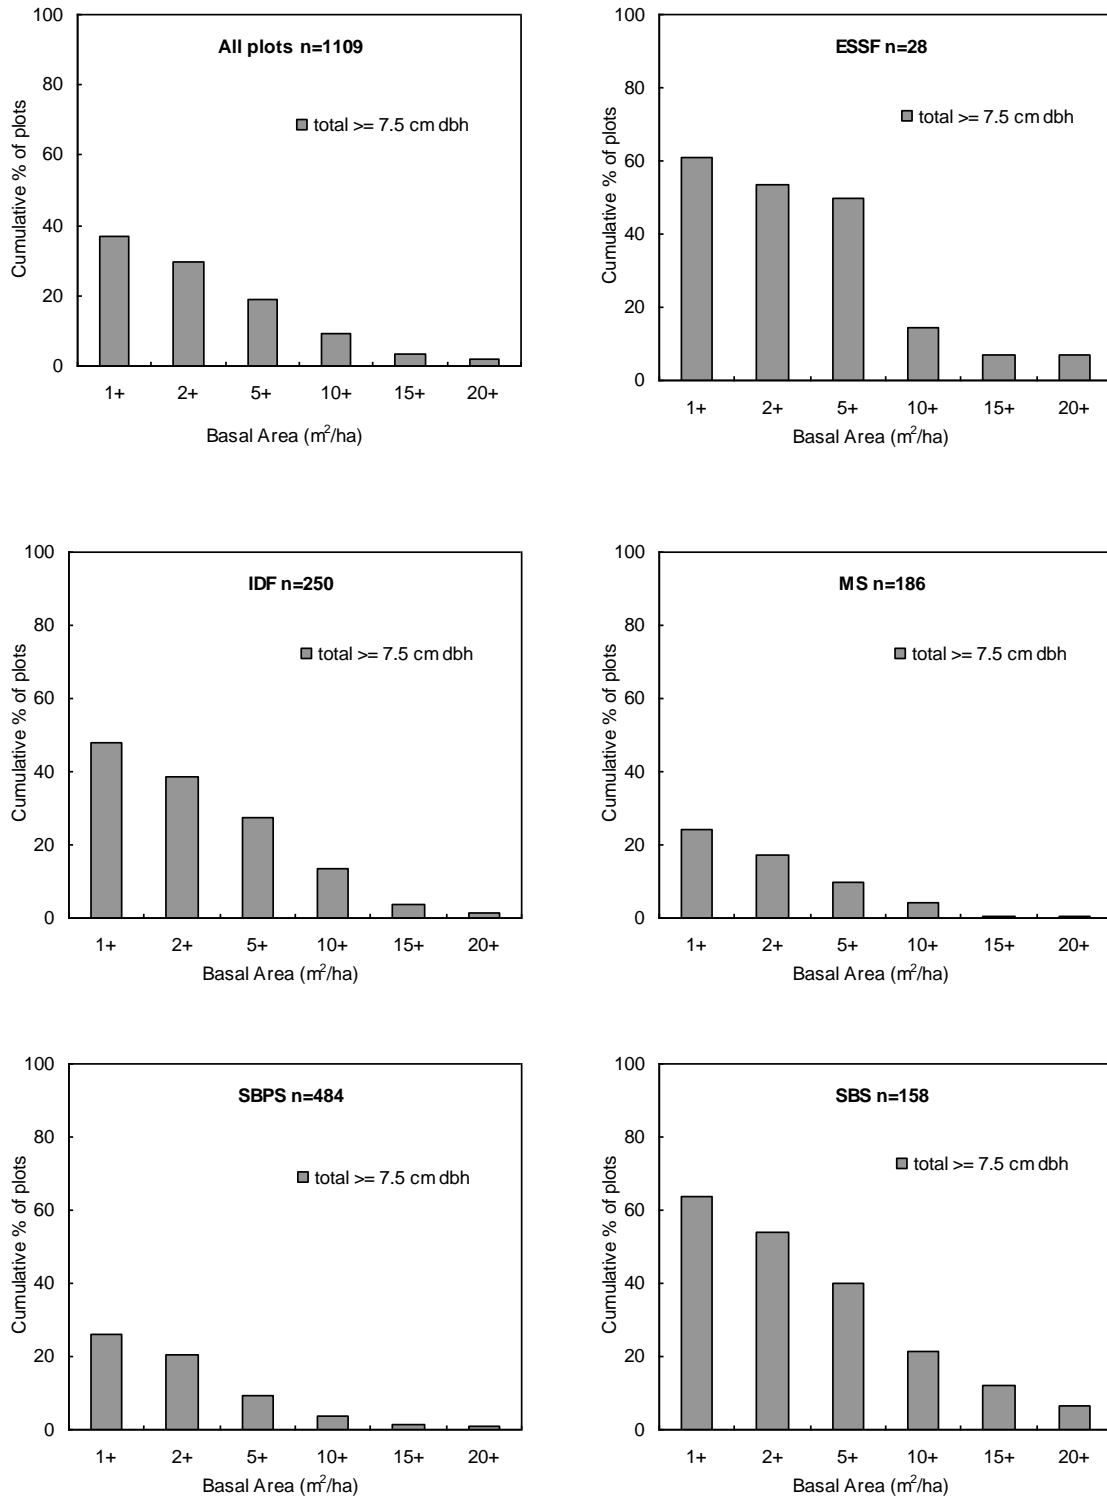 All plots n=1109
total >= 7.5 cm dbh
Cumulative % of plots
100
80
60
40
20
0
1+ 2+ 5+ 10+ 15+ 20+
Basal Area (m²/ha)
ESSF n=28
total >= 7.5 cm dbh
Cumulative % of plots
100
80
60
40
20
0
1+ 2+ 5+ 10+ 15+ 20+
Basal Area (m²/ha)
IDF n=250
total >= 7.5 cm dbh
Cumulative % of plots
100
80
60
40
20
0
1+ 2+ 5+ 10+ 15+ 20+
Basal Area (m²/ha)
MS n=186
total >= 7.5 cm dbh
Cumulative % of plots
100
80
60
40
20
0
1+ 2+ 5+ 10+ 15+ 20+
Basal Area (m²/ha)
SBPS n=484
total >= 7.5 cm dbh
Cumulative % of plots
100
80
60
40
20
0
1+ 2+ 5+ 10+ 15+ 20+
Basal Area (m²/ha)
SBS n=158
total >= 7.5 cm dbh
Cumulative % of plots
100
80
60
40
20
0
1+ 2+ 5+ 10+ 15+ 20+
Basal Area (m²/ha)